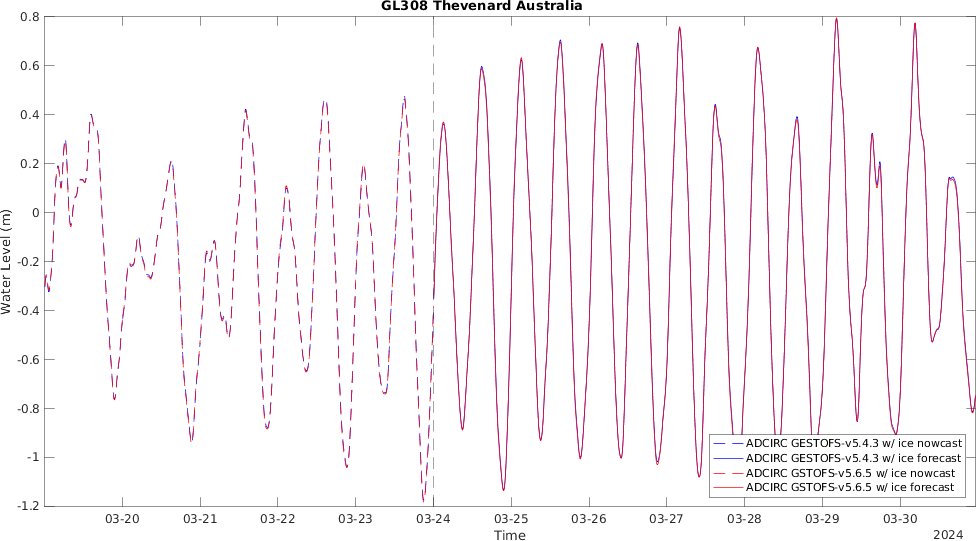 GL308 Thevenard Australia
0.8
0.6
0.4
0.2
0
-0.2
-0.4
-0.6
-0.8
-1
-1.2
Water Level (m)
ADCIRC GESTOFS-v5.4.3 w/ ice nowcast
ADCIRC GESTOFS-v5.4.3 w/ ice forecast
ADCIRC GSTOFS-v5.6.5 w/ ice nowcast
ADCIRC GSTOFS-v5.6.5 w/ ice forecast
03-20 03-21 03-22 03-23 03-24 03-25 03-26 03-27 03-28 03-29 03-30
Time
2024